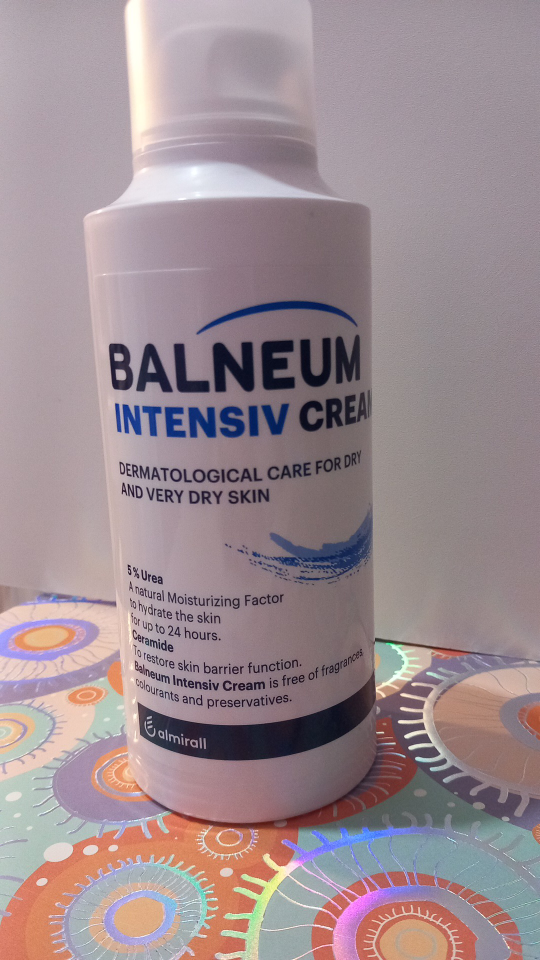 BALNEUM
INTENSIV CREAM
DERMATOLOGICAL CARE FOR DRY
AND VERY DRY SKIN
5 % Urea
A natural Moisturizing Factor
to hydrate the skin
for up to 24 hours.
Ceramide
To restore skin barrier function.
Balneum Intensiv Cream is free of fragrances,
colourants and preservatives.
almirall